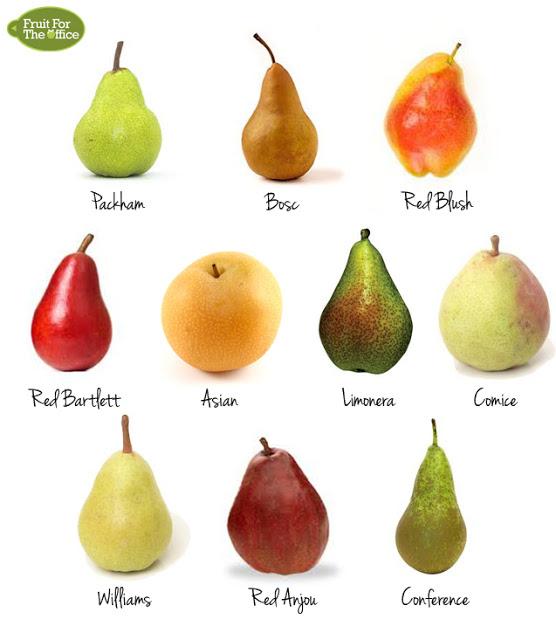 Fruit For
The Office
Packham
Bosc
Red Blush
Red Bartlett
Asian
Limonera
Comice
Williams
Red Anjou
Conference